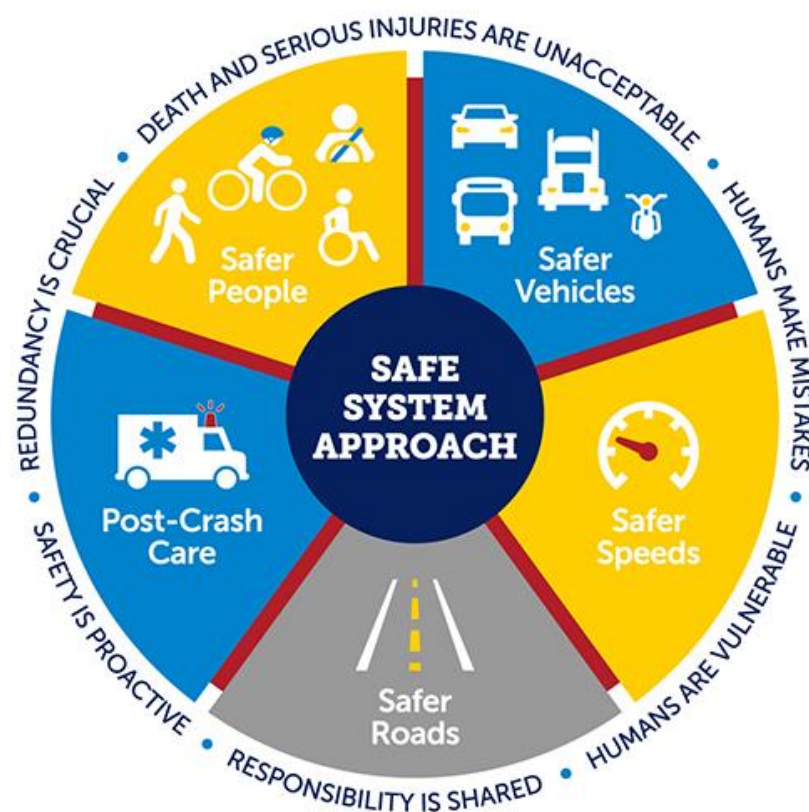 DEATH AND SERIOUS INJURIES ARE UNACCEPTABLE
HUMANS MAKE MISTAKES
HUMANS ARE VULNERABLE
RESPONSIBILITY IS SHARED
SAFETY IS PROACTIVE
REDUNDANCY IS CRUCIAL
Safer
People
Safer
Vehicles
SAFE
SYSTEM
APPROACH
Post-Crash
Care
Safer
Speeds
Safer
Roads